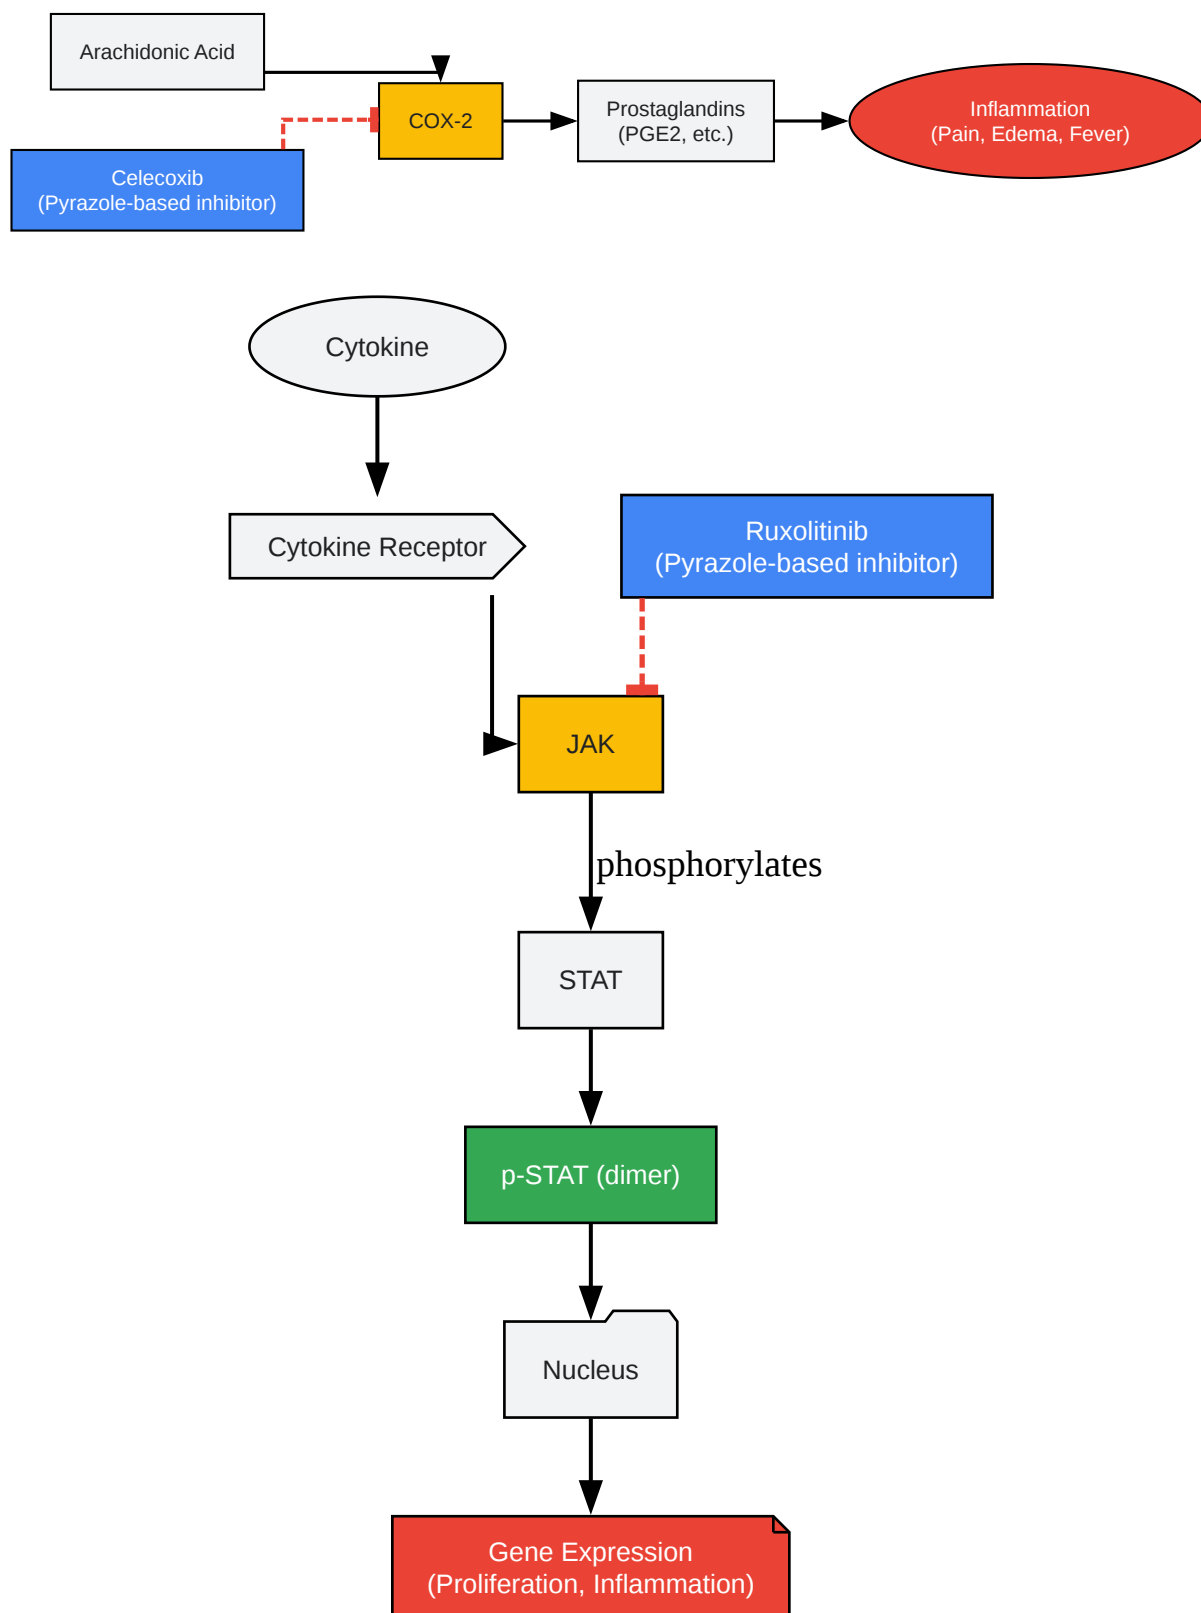 Arachidonic Acid
COX-2
Prostaglandins
(PGE2, etc.)
Inflammation
(Pain, Edema, Fever)
Celecoxib
(Pyrazole-based inhibitor)
Cytokine
Cytokine Receptor
Ruxolitinib
(Pyrazole-based inhibitor)
JAK
phosphorylates
STAT
p-STAT (dimer)
Nucleus
Gene Expression
(Proliferation, Inflammation)